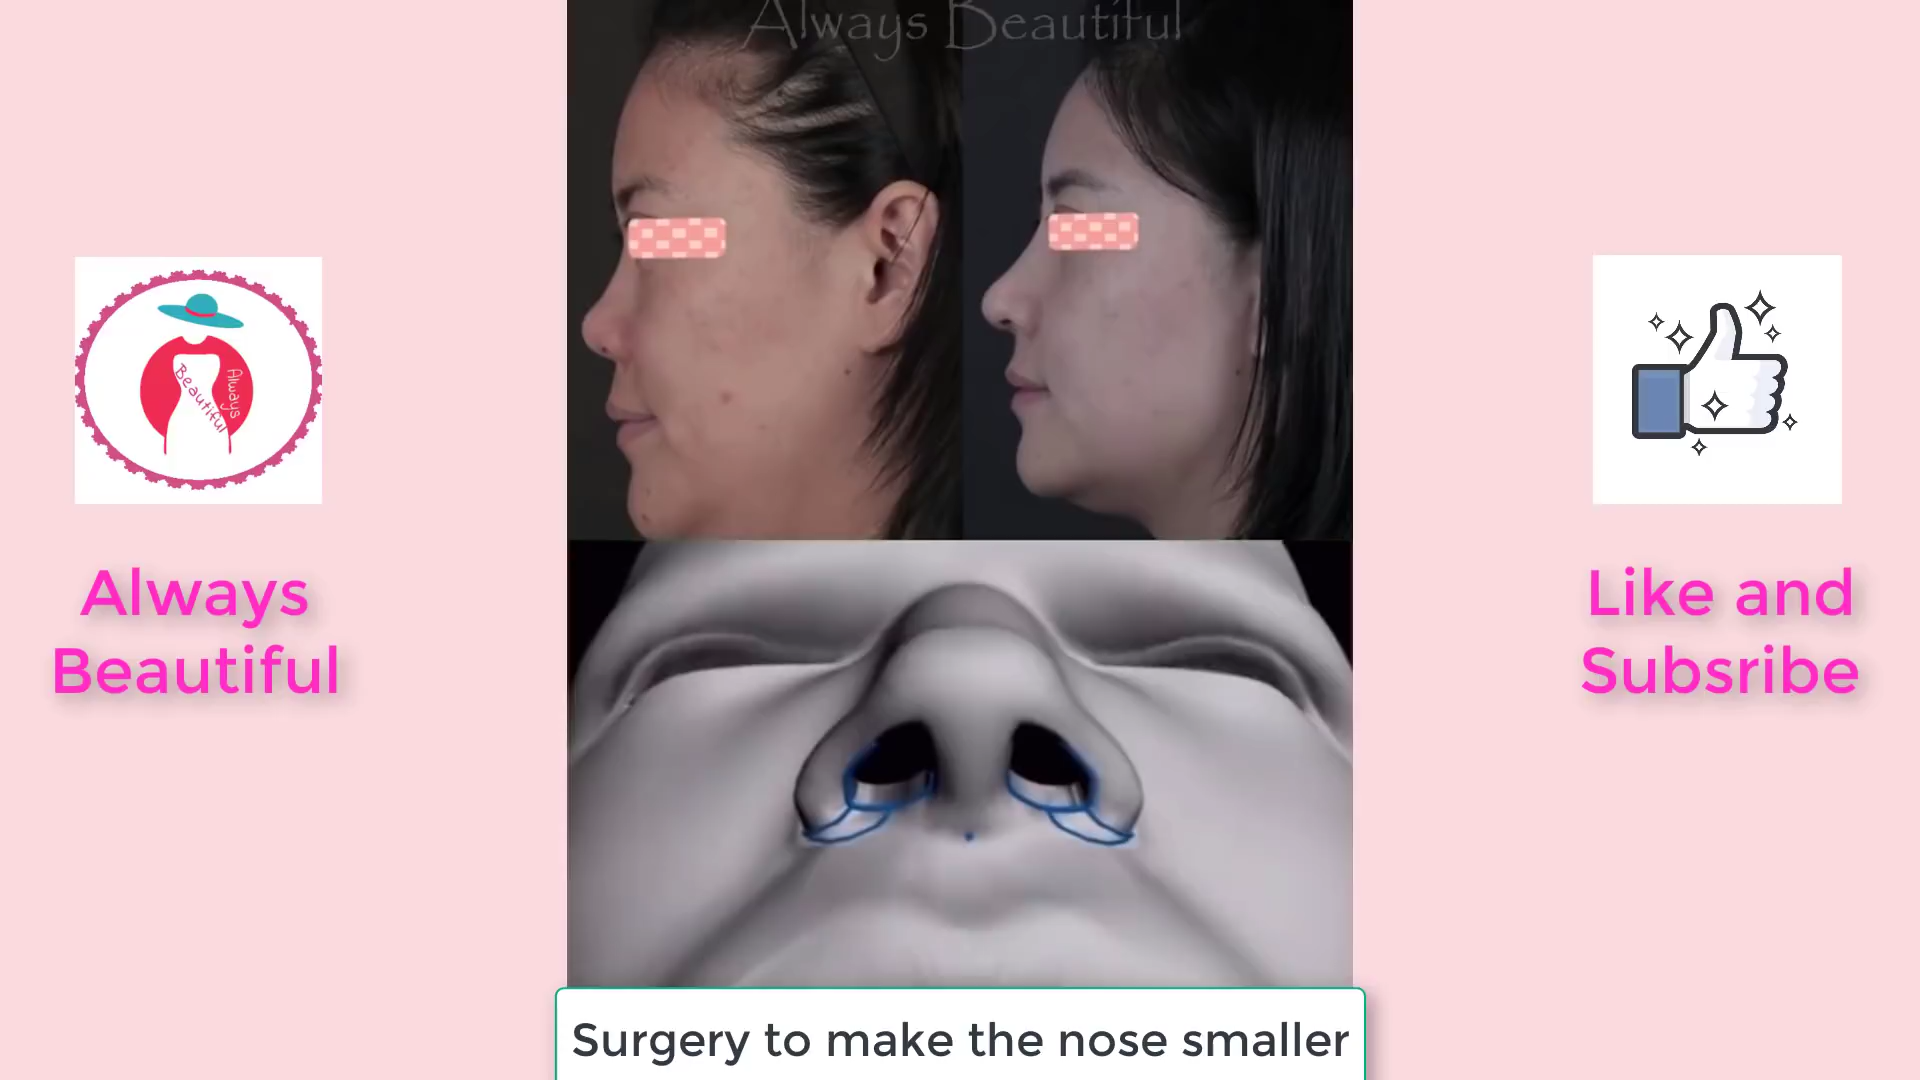 Always Beautiful
Always
Beautiful
Always
Beautiful
Like and
Subsribe
Surgery to make the nose smaller